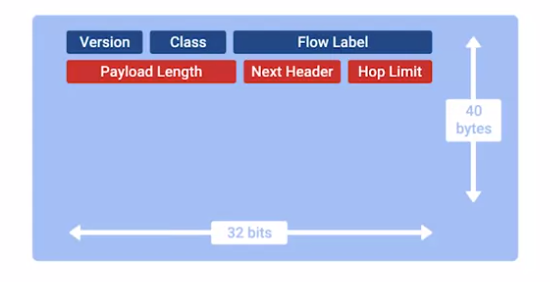 Version Class Flow Label
Payload Length Next Header Hop Limit
40
bytes
32 bits